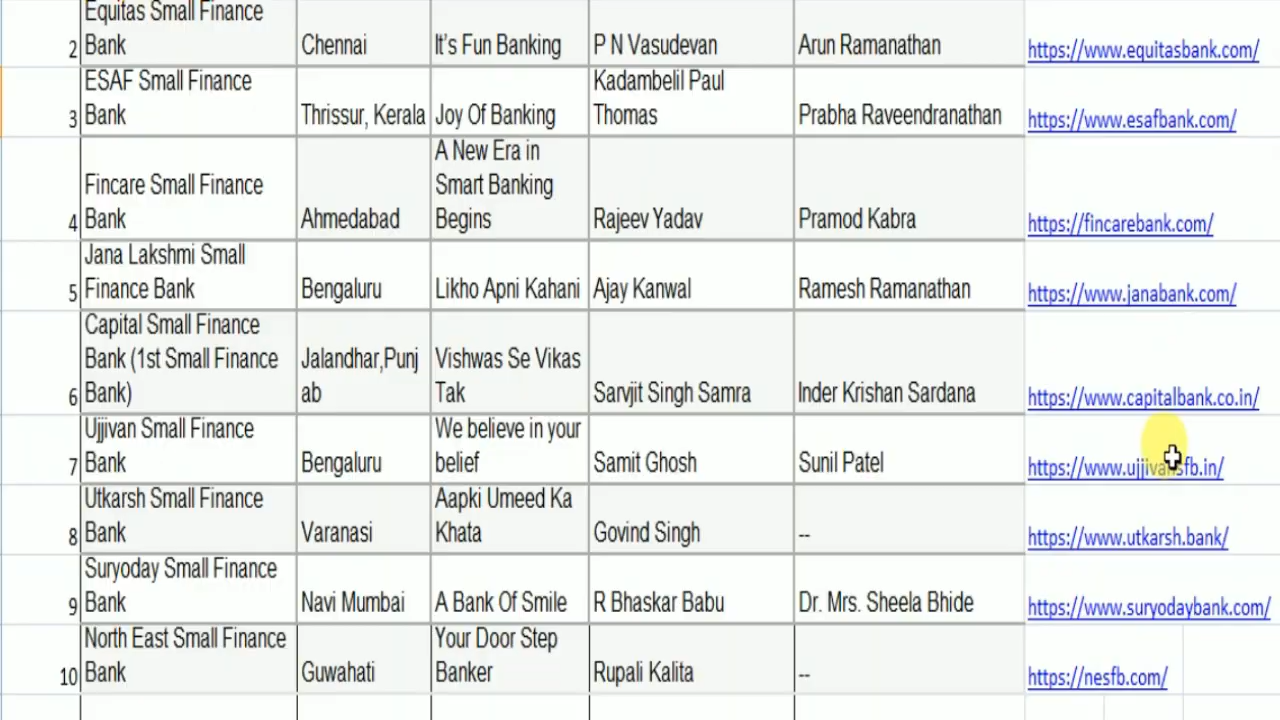 Equitas Small Finance
Bank
2 Chennai It's Fun Banking P N Vasudevan Arun Ramanathan https://www.equitasbank.com/
ESAF Small Finance
Bank
3 Thrissur, Kerala Joy Of Banking Kadambelil Paul
Thomas
Prabha Raveendranathan https://www.esafbank.com/
Fincare Small Finance
Bank
4 Ahmedabad A New Era in
Smart Banking
Begins
Rajeev Yadav Pramod Kabra https://fincarebank.com/
Jana Lakshmi Small
Finance Bank
5 Bengaluru Likho Apni Kahani Ajay Kanwal Ramesh Ramanathan https://www.janabank.com/
Capital Small Finance
Bank (1st Small Finance
Bank)
6 Jalandhar,Punj
ab
Vishwas Se Vikas
Tak
Sarvjit Singh Samra Inder Krishan Sardana https://www.capitalbank.co.in/
Ujjivan Small Finance
Bank
7 Bengaluru We believe in your
belief
Samit Ghosh Sunil Patel https://www.ujjivansfb.in/
Utkarsh Small Finance
Bank
8 Varanasi Aapki Umeed Ka
Khata
Govind Singh -- https://www.utkarsh.bank/
Suryoday Small Finance
Bank
9 Navi Mumbai A Bank Of Smile R Bhaskar Babu Dr. Mrs. Sheela Bhide https://www.suryodaybank.com/
North East Small Finance
Bank
10 Guwahati Your Door Step
Banker
Rupali Kalita -- https://nesfb.com/